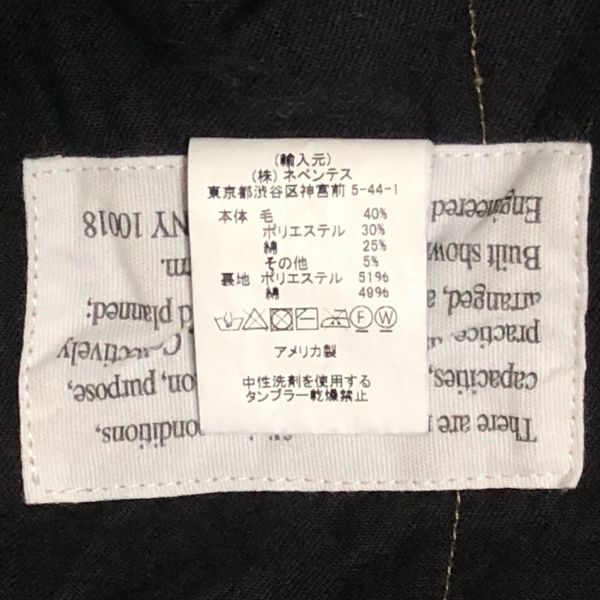 (輸入元)
(株) ネペンテス
東京都渋谷区神宮前 5-44-1
本体 毛 40%
ポリエステル 30%
綿 25%
その他 5%
裏地 ポリエステル 51%
綿 49%
F W
アメリカ製
中性洗剤を使用する
タンブラー乾燥禁止
There are onditions,
capacities, on, purpose,
practice
arranged, a d planned;
Built show m.
Engineered NY 10018